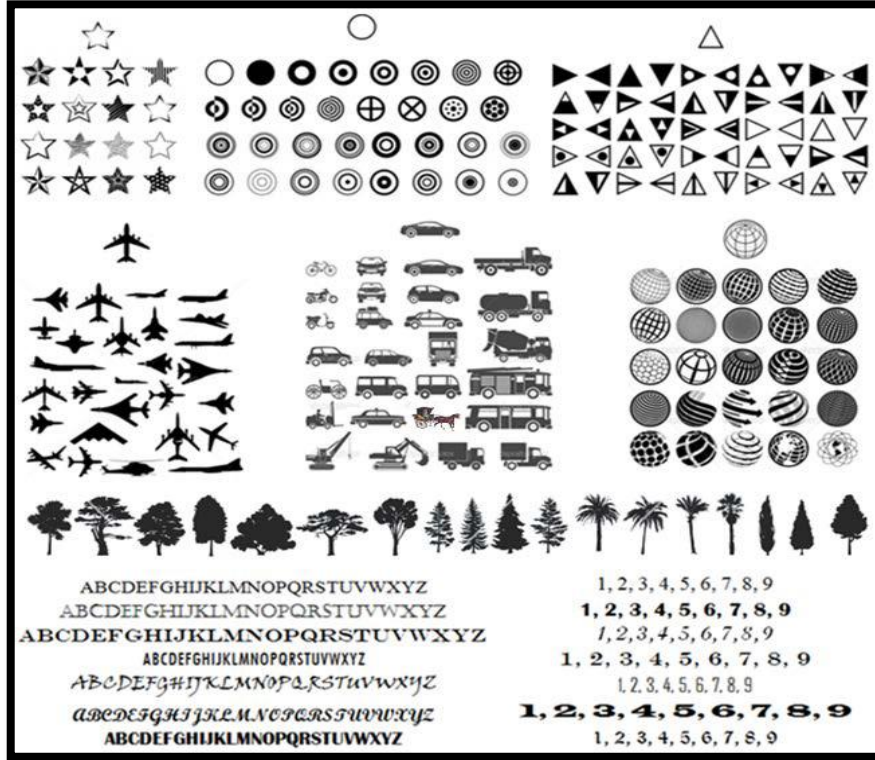 ABCDEFGHIJKLMNOPQRSTUVWXYZ
1, 2, 3, 4, 5, 6, 7, 8, 9
ABCDEFGHIJKLMNOPQRSTUVWXYZ
1, 2, 3, 4, 5, 6, 7, 8, 9
ABCDEFGHIJKLMNOPQRSTUVWXYZ
1, 2, 3, 4, 5, 6, 7, 8, 9
ABCDEFGHIJKLMNOPQRSTUVWXYZ
1, 2, 3, 4, 5, 6, 7, 8, 9
ABCDEFGHIJKLMNOPQRSTUVWXYZ
1, 2, 3, 4, 5, 6, 7, 8, 9
ABCDEFGHIJKLMNOPQRSTUVWXYZ
1, 2, 3, 4, 5, 6, 7, 8, 9
ABCDEFGHIJKLMNOPQRSTUVWXYZ
1, 2, 3, 4, 5, 6, 7, 8, 9